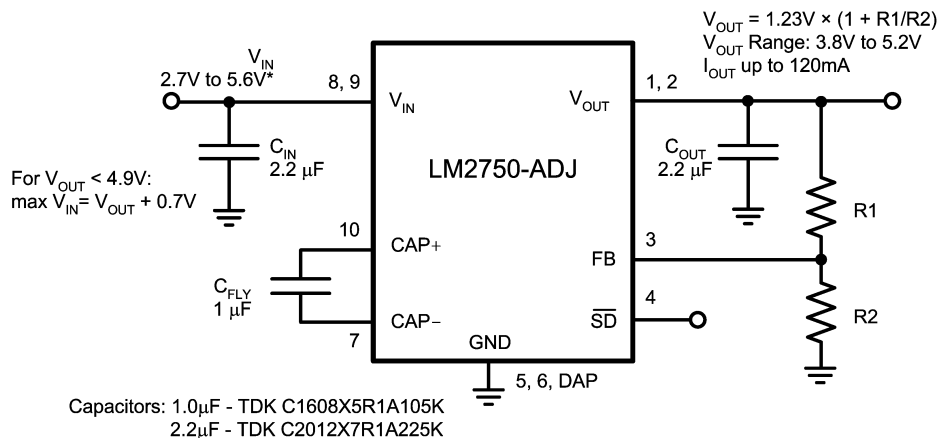 V_OUT = 1.23V × (1 + R1/R2)
V_OUT Range: 3.8V to 5.2V
I_OUT up to 120mA
V_IN
2.7V to 5.6V*
8, 9
1, 2
V_IN
V_OUT
C_IN
2.2 µF
LM2750-ADJ
C_OUT
2.2 µF
For V_OUT < 4.9V:
max V_IN= V_OUT + 0.7V
R1
10
CAP+
3
FB
C_FLY
1 µF
4
SD
R2
CAP−
7
GND
5, 6, DAP
Capacitors: 1.0µF - TDK C1608X5R1A105K
2.2µF - TDK C2012X7R1A225K